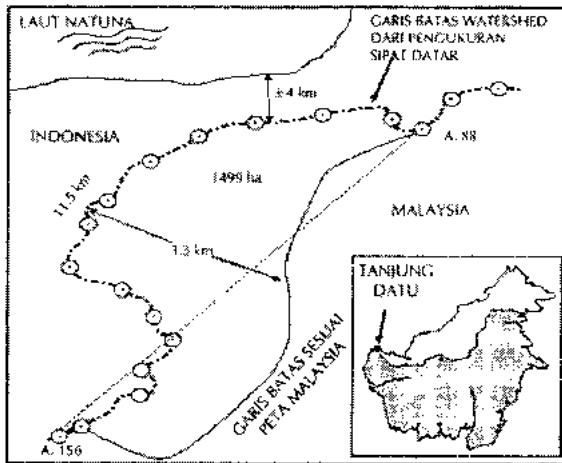 LAUT NATUNA
GARIS BATAS WATERSHED
DARI PENGUKURAN
SIPAT DATAR
± 4 km
INDONESIA
A. 88
1499 ha
11,5 km
MALAYSIA
3.3 km
TANJUNG
DATU
GARIS BATAS SESUAI
PETA MALAYSIA
A. 156